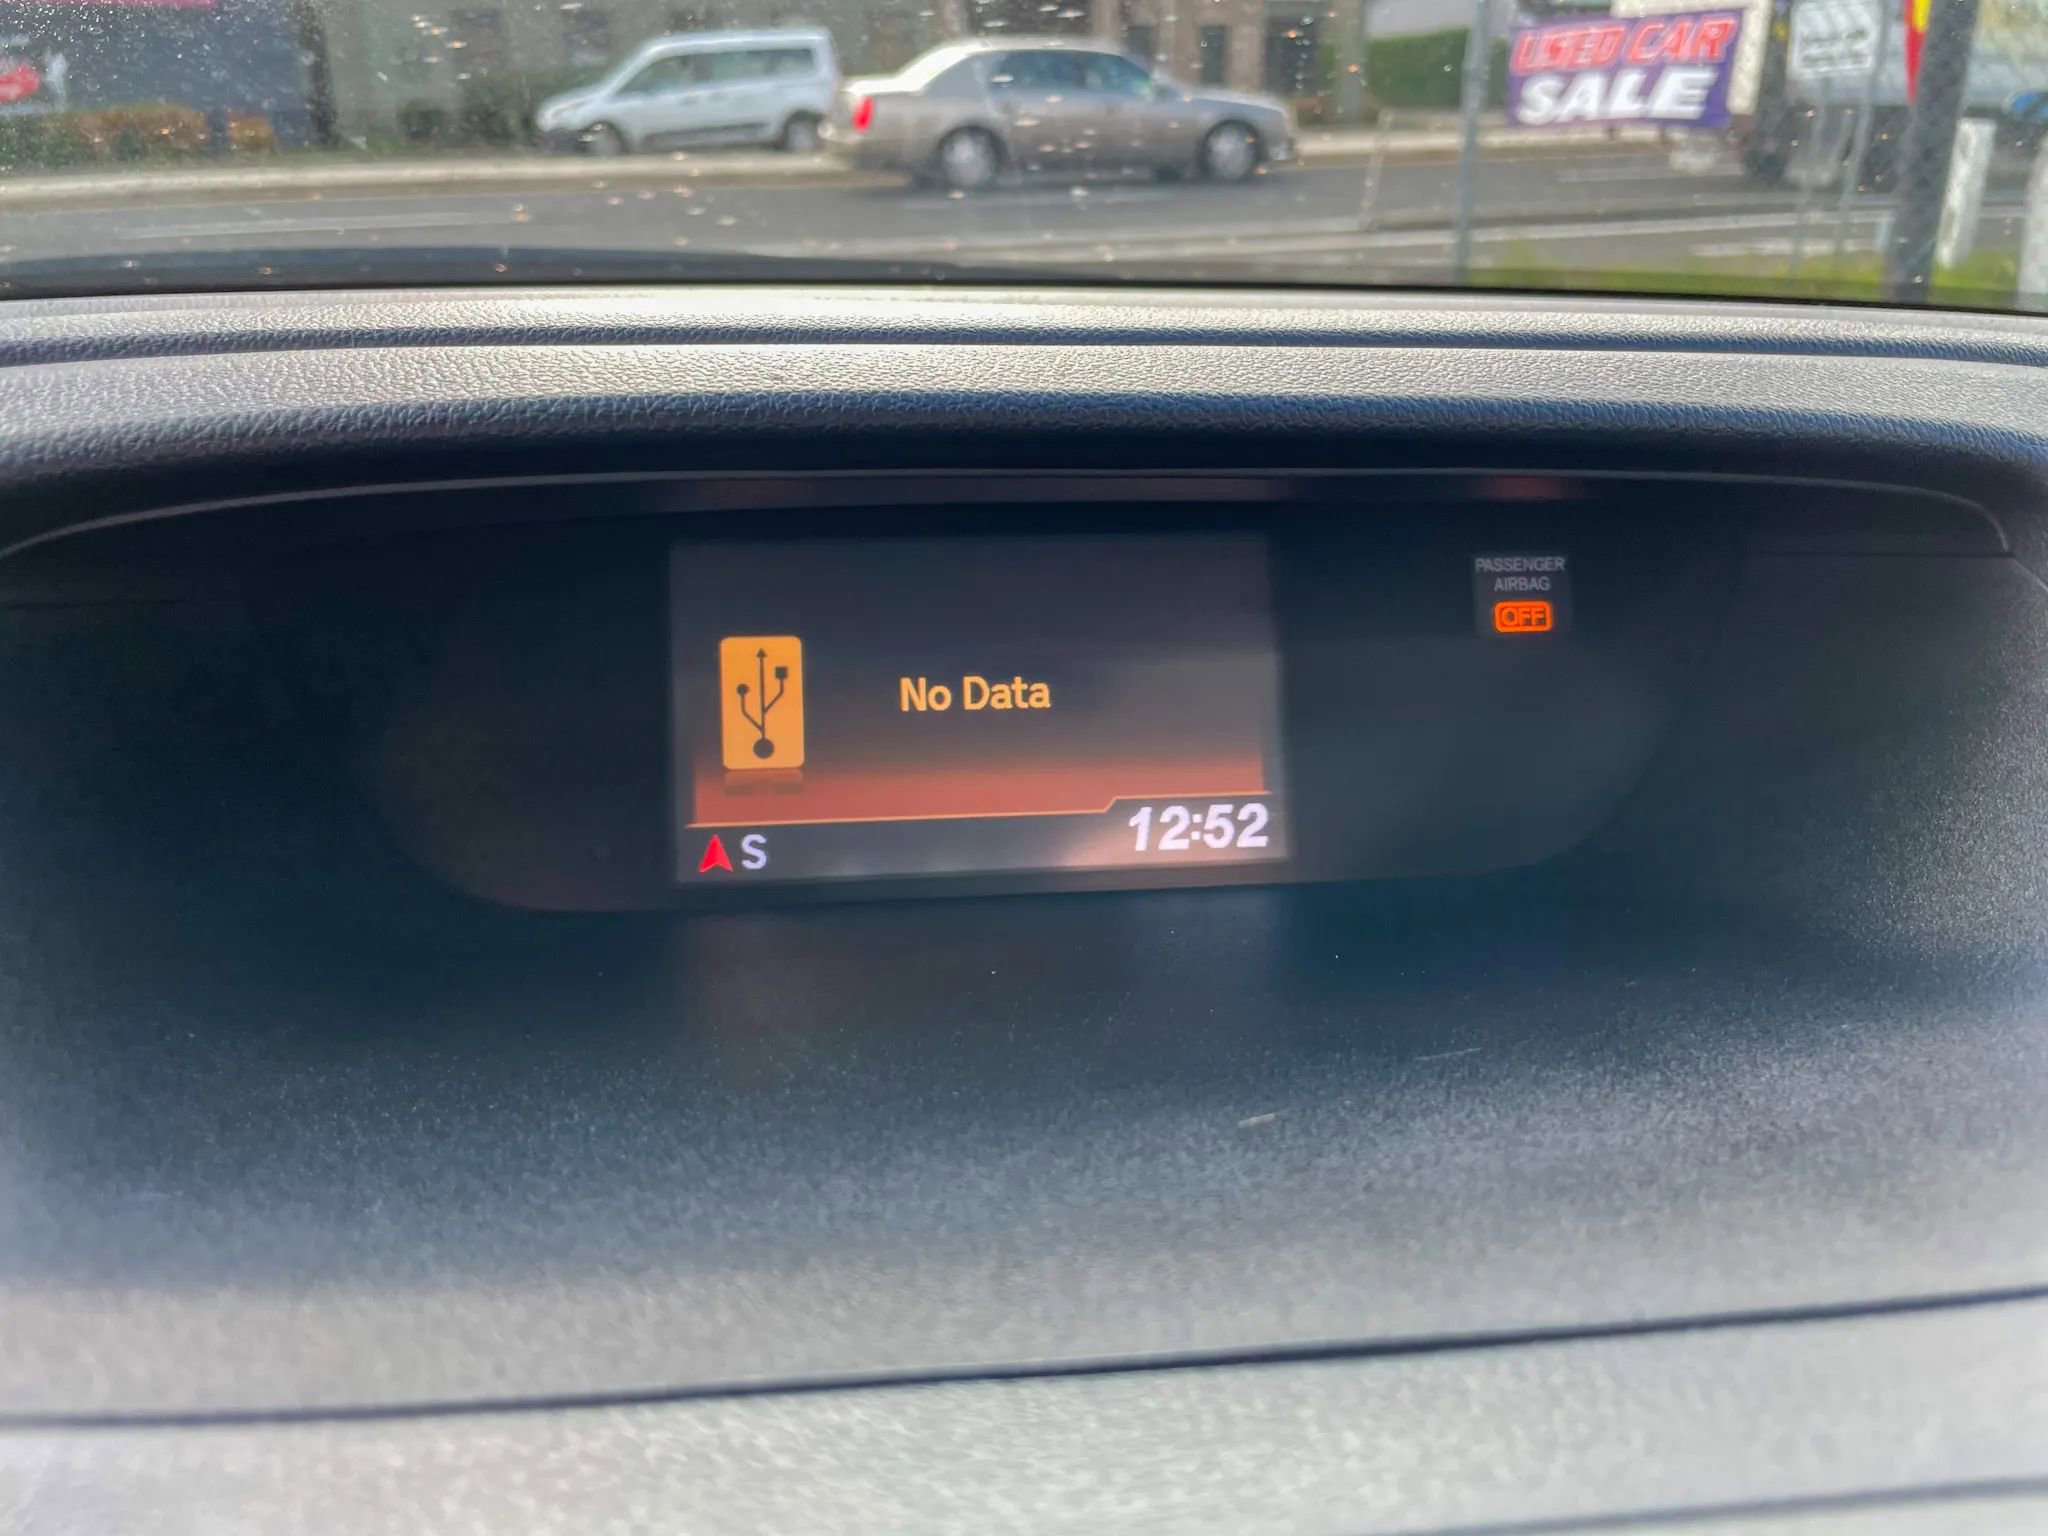 USED CAR
SALE
PASSENGER
AIRBAG
OFF
No Data
12:52
S